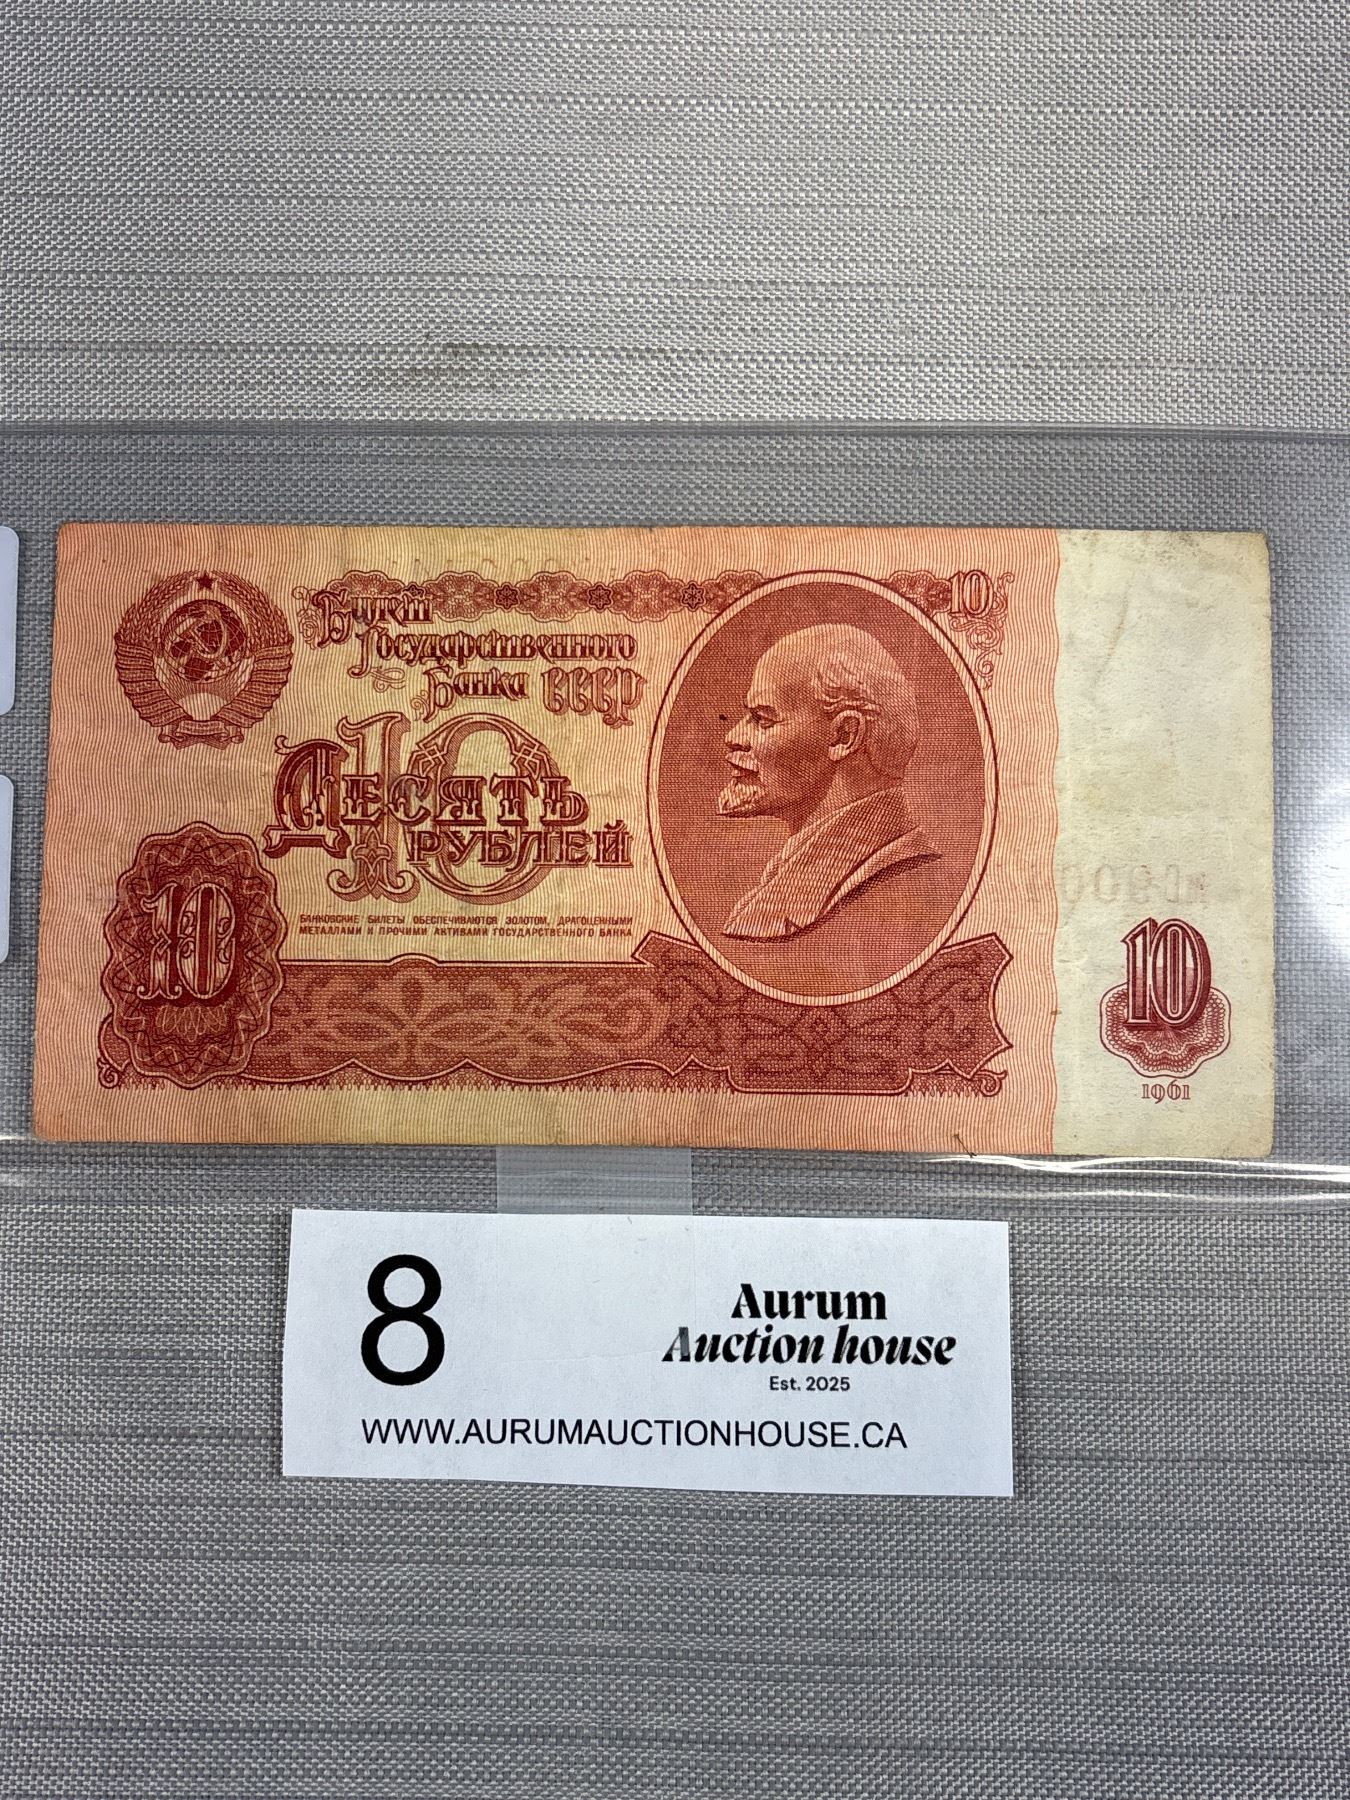 Билет
Государственного
Банка СССР
10
10
Десять
рублей
БАНКОВСКИЕ БИЛЕТЫ ОБЕСПЕЧИВАЮТСЯ ЗОЛОТОМ, ДРАГОЦЕННЫМИ
МЕТАЛЛАМИ И ПРОЧИМИ АКТИВАМИ ГОСУДАРСТВЕННОГО БАНКА
10
10
1961
8
Aurum
Auction house
Est. 2025
WWW.AURUMAUCTIONHOUSE.CA